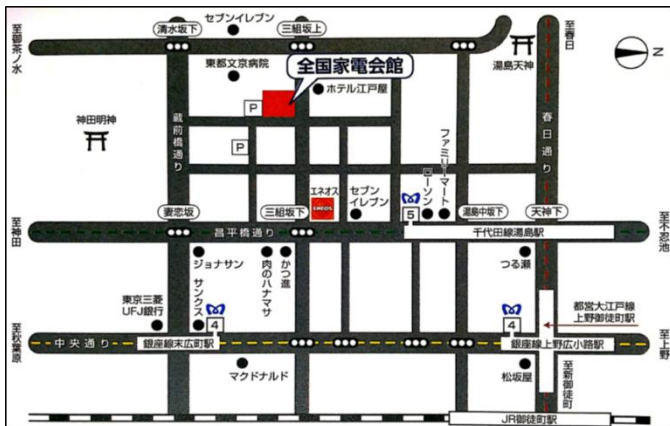 セブンイレブン
至御茶ノ水
清水坂下
三組坂上
至春日
東都文京病院
全国家電会館
湯島天神
N
P
ホテル江戸屋
神田明神
蔵前橋通り
P
春日通り
ファミリーマート
ローソン
エネオス
ENEOS
セブン
イレブン
5
至神田
妻恋坂
三組坂下
湯島中坂下
天神下
昌平橋通り
千代田線湯島駅
至不忍池
ジョナサン
サンクス
肉のハナマサ
かつ進
つる瀬
東京三菱
UFJ銀行
4
4
都営大江戸線
上野御徒町駅
至秋葉原
中央通り
銀座線末広町駅
銀座線上野広小路駅
至上野
マクドナルド
松坂屋
至新御徒町
JR御徒町駅